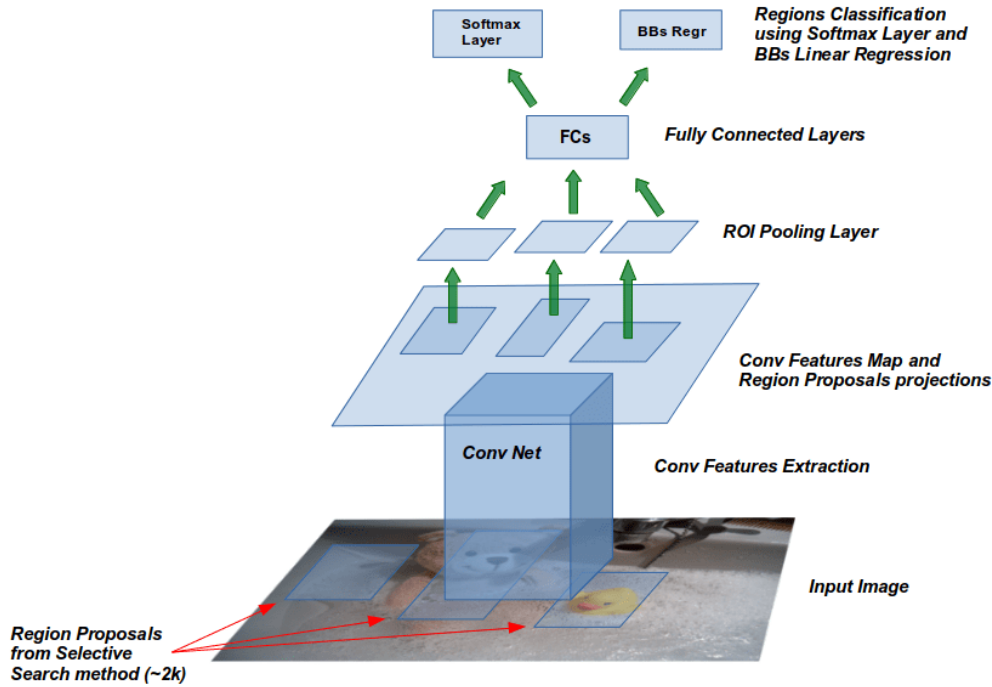 Softmax
Layer
BBs Regr
Regions Classification
using Softmax Layer and
BBs Linear Regression
FCs
Fully Connected Layers
ROI Pooling Layer
Conv Features Map and
Region Proposals projections
Conv Net
Conv Features Extraction
Input Image
Region Proposals
from Selective
Search method (~2k)